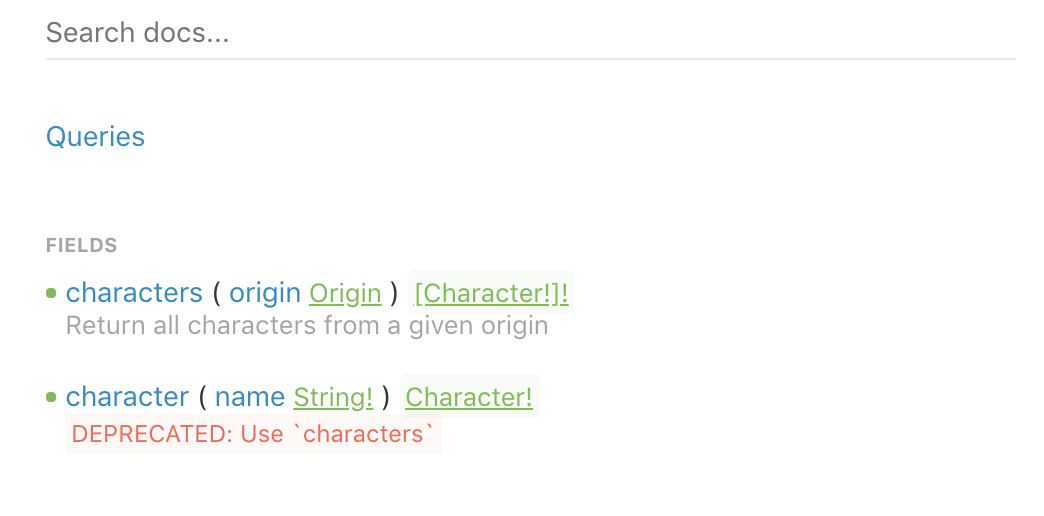 Search docs...
Queries
FIELDS
characters ( origin Origin ) [Character!]!
Return all characters from a given origin
character ( name String! ) Character!
DEPRECATED: Use `characters`